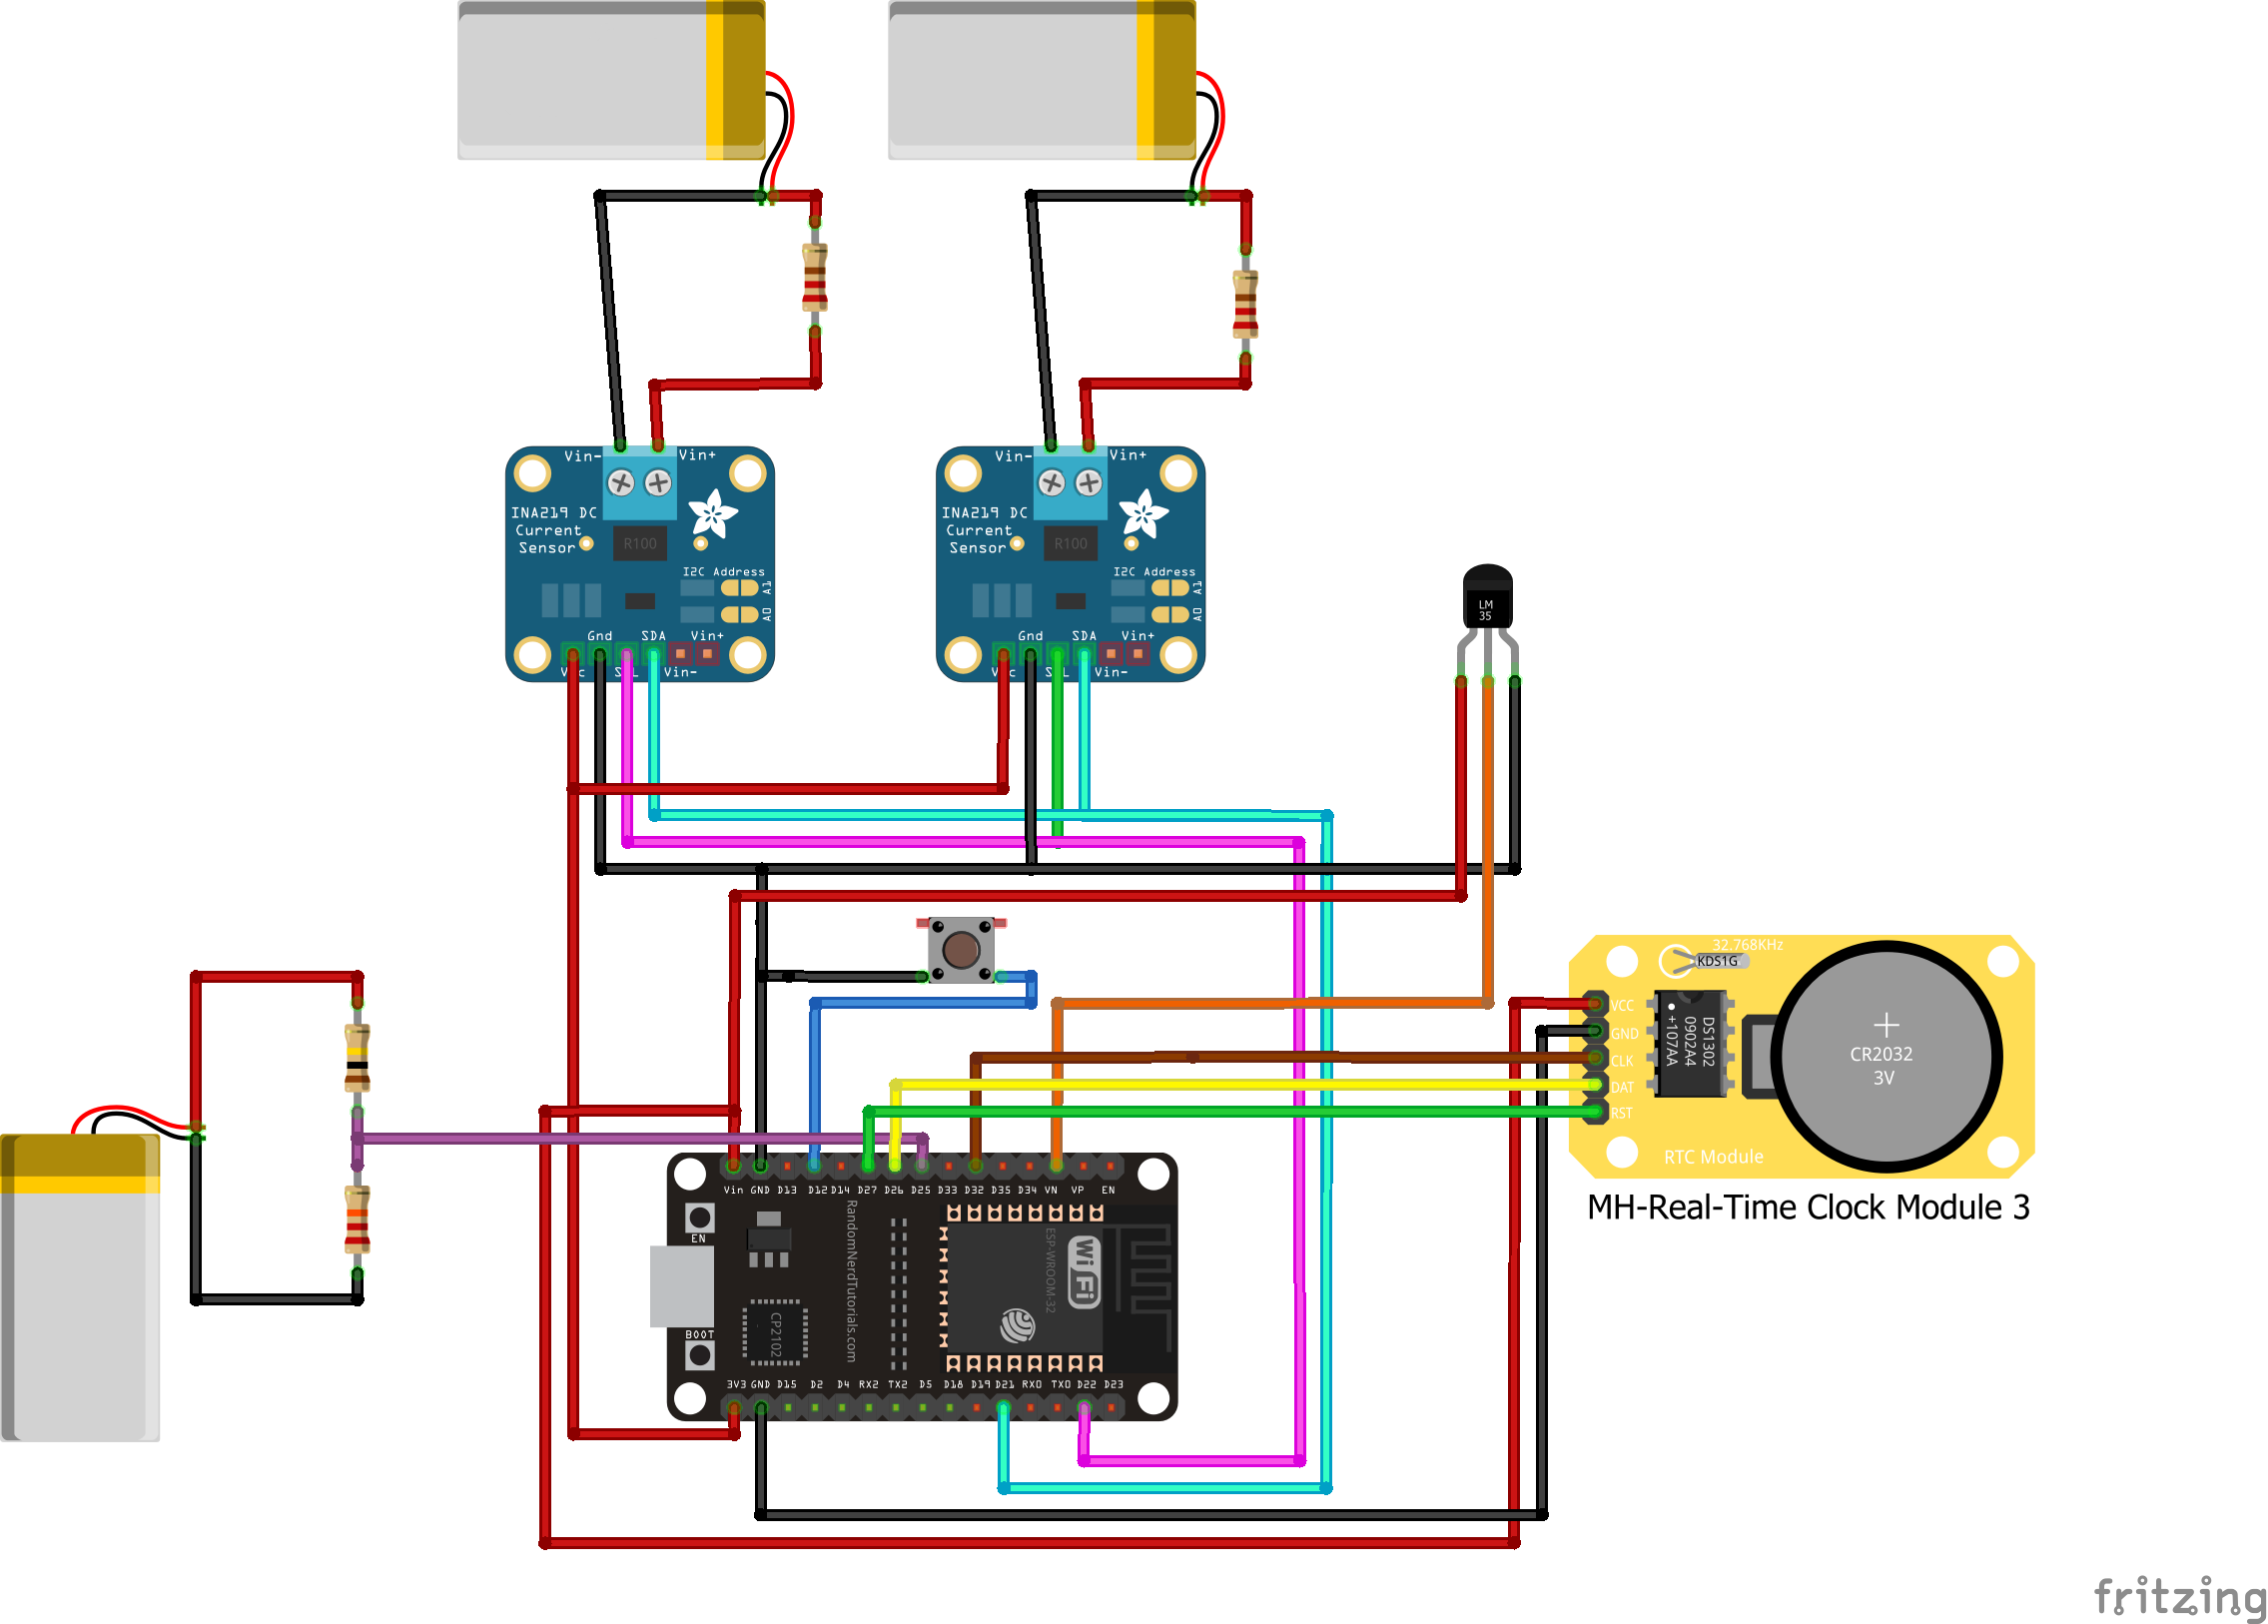 Vin-
Vin+
INA219 DC
Current
Sensor
R100
I2C Address
A1
A0
Gnd
SDA
Vin+
Vcc
SCL
Vin-
Vin-
Vin+
INA219 DC
Current
Sensor
R100
I2C Address
A1
A0
Gnd
SDA
Vin+
Vcc
SCL
Vin-
LM
35
32.768KHz
KDS1G
VCC
GND
CLK
DAT
RST
DS1302
0902A4
+107AA
CR2032
3V
RTC Module
MH-Real-Time Clock Module 3
Vin GND D13 D12 D14 D27 D26 D25 D33 D32 D35 D34 VN VP EN
EN
RandomNerdTutorials.com
ESP-WROOM-32
WiFi
CP2102
BOOT
3V3 GND D15 D2 D4 RX2 TX2 D5 D18 D19 D21 RX0 TX0 D22 D23
fritzing